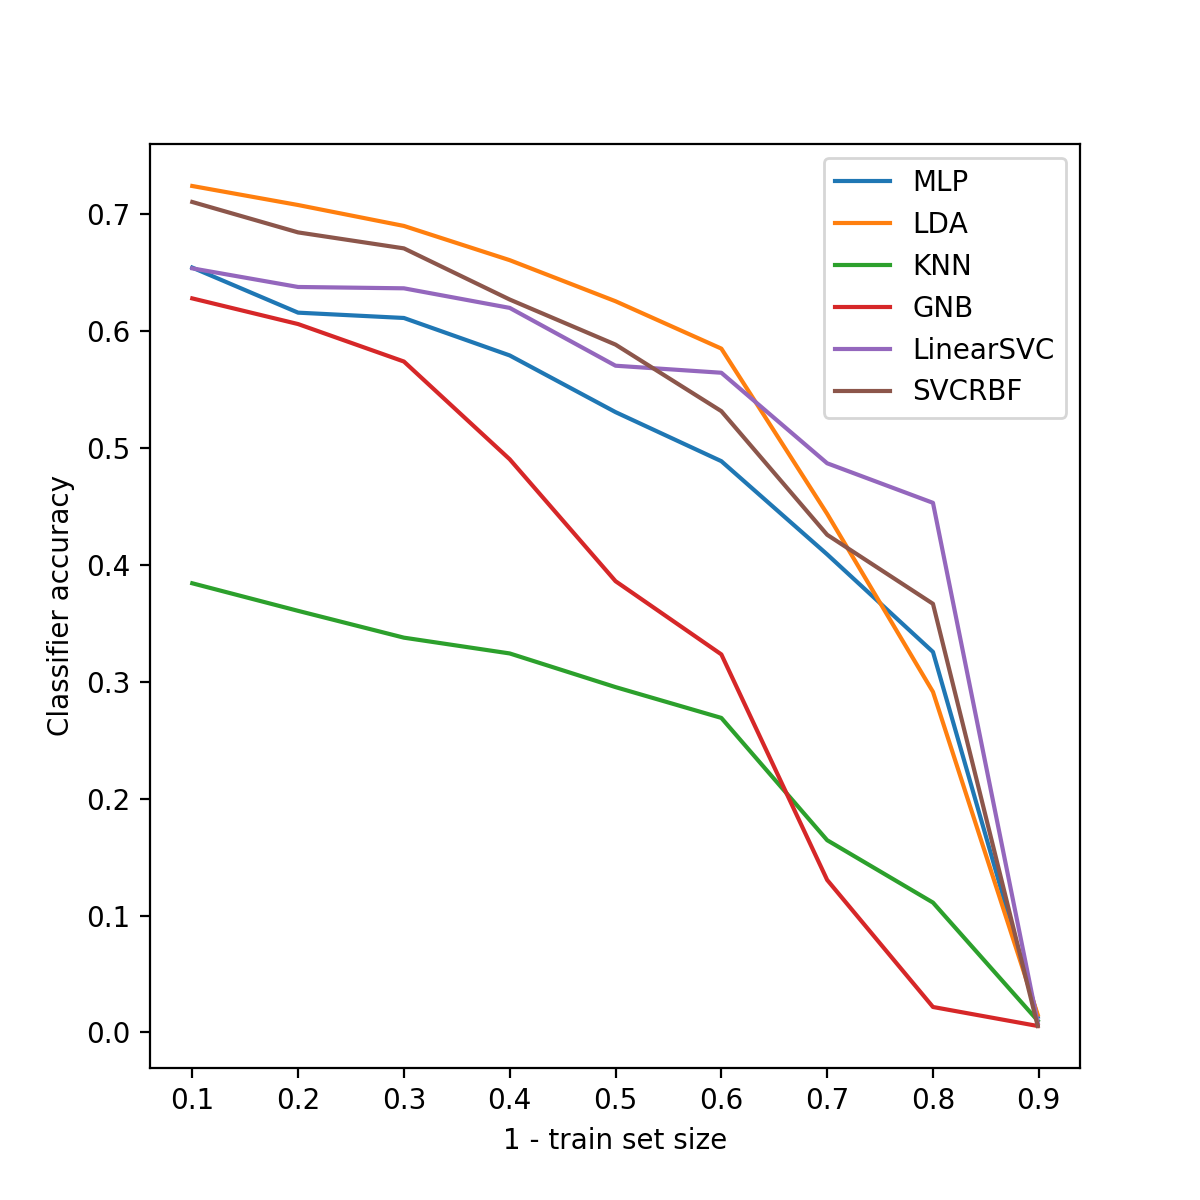 MLP
LDA
KNN
GNB
LinearSVC
SVCRBF
0.7
0.6
0.5
0.4
0.3
0.2
0.1
0.0
Classifier accuracy
0.1 0.2 0.3 0.4 0.5 0.6 0.7 0.8 0.9
1 - train set size